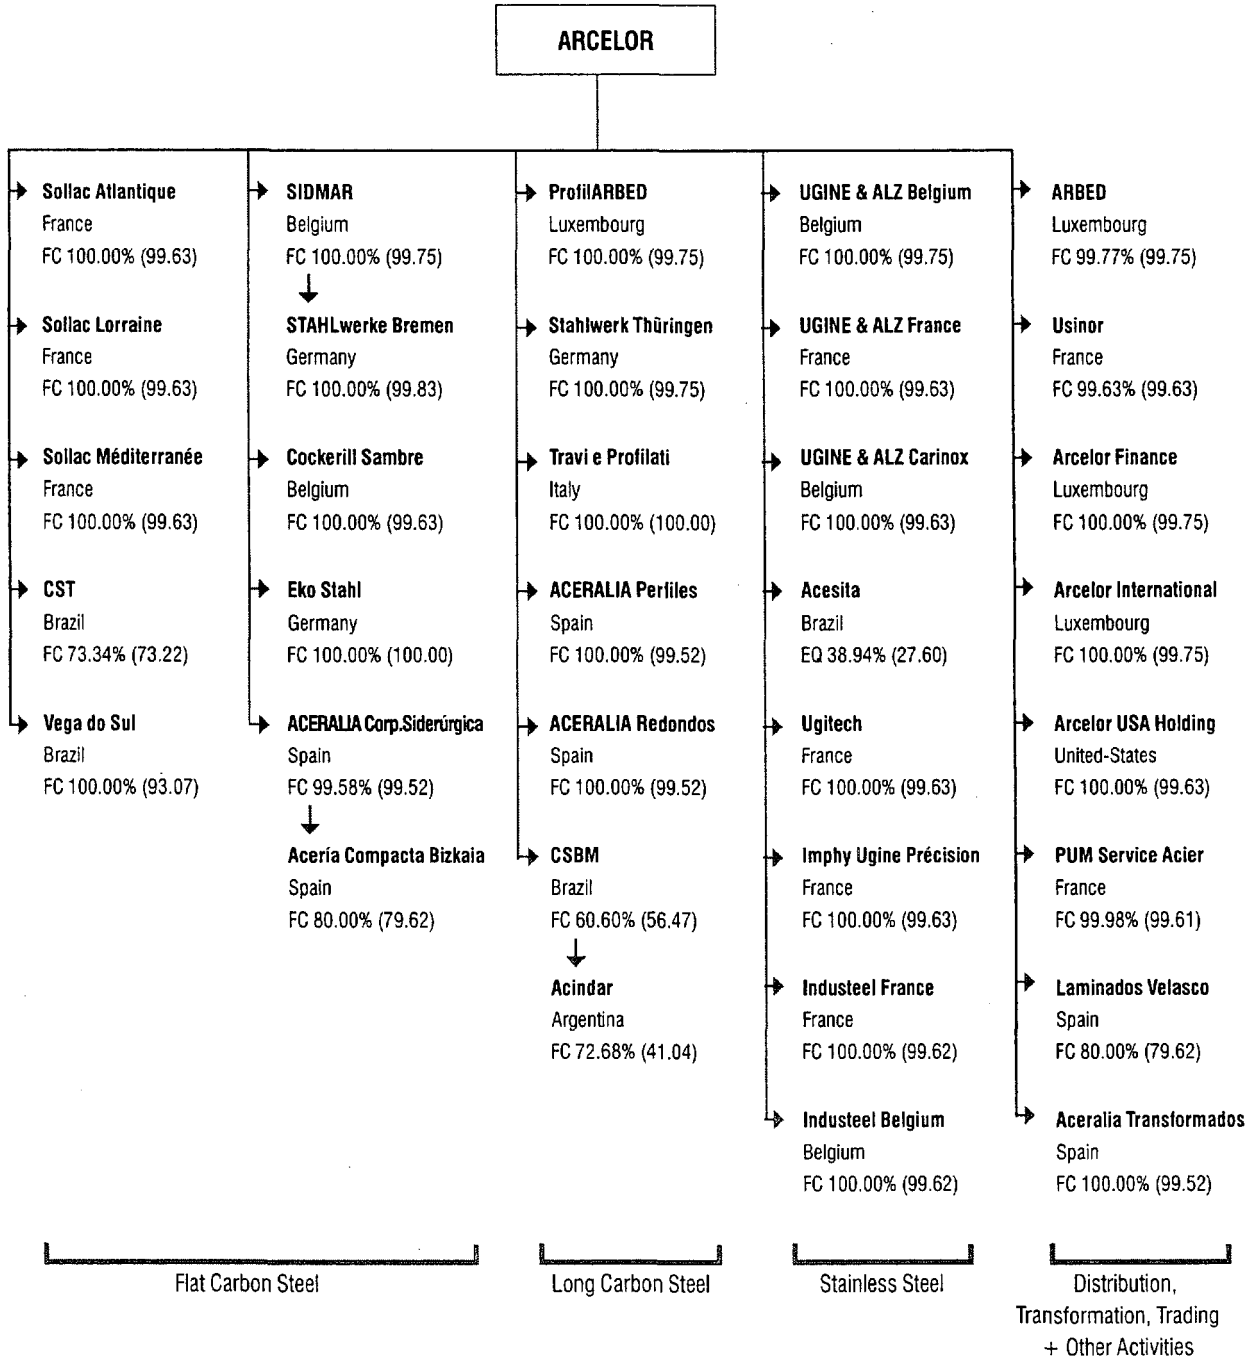 ARCELOR
Sollac Atlantique
France
FC 100.00% (99.63)
Sollac Lorraine
France
FC 100.00% (99.63)
Sollac Méditerranée
France
FC 100.00% (99.63)
CST
Brazil
FC 73.34% (73.22)
Vega do Sul
Brazil
FC 100.00% (93.07)
SIDMAR
Belgium
FC 100.00% (99.75)
STAHLwerke Bremen
Germany
FC 100.00% (99.83)
Cockerill Sambre
Belgium
FC 100.00% (99.63)
Eko Stahl
Germany
FC 100.00% (100.00)
ACERALIA Corp.Siderúrgica
Spain
FC 99.58% (99.52)
Acería Compacta Bizkaia
Spain
FC 80.00% (79.62)
ProfilARBED
Luxembourg
FC 100.00% (99.75)
Stahlwerk Thüringen
Germany
FC 100.00% (99.75)
Travi e Profilati
Italy
FC 100.00% (100.00)
ACERALIA Perfiles
Spain
FC 100.00% (99.52)
ACERALIA Redondos
Spain
FC 100.00% (99.52)
CSBM
Brazil
FC 60.60% (56.47)
Acindar
Argentina
FC 72.68% (41.04)
UGINE & ALZ Belgium
Belgium
FC 100.00% (99.75)
UGINE & ALZ France
France
FC 100.00% (99.63)
UGINE & ALZ Carinox
Belgium
FC 100.00% (99.63)
Acesita
Brazil
EQ 38.94% (27.60)
Ugitech
France
FC 100.00% (99.63)
Imphy Ugine Précision
France
FC 100.00% (99.63)
Industeel France
France
FC 100.00% (99.62)
Industeel Belgium
Belgium
FC 100.00% (99.62)
ARBED
Luxembourg
FC 99.77% (99.75)
Usinor
France
FC 99.63% (99.63)
Arcelor Finance
Luxembourg
FC 100.00% (99.75)
Arcelor International
Luxembourg
FC 100.00% (99.75)
Arcelor USA Holding
United-States
FC 100.00% (99.63)
PUM Service Acier
France
FC 99.98% (99.61)
Laminados Velasco
Spain
FC 80.00% (79.62)
Aceralia Transformados
Spain
FC 100.00% (99.52)
Flat Carbon Steel
Long Carbon Steel
Stainless Steel
Distribution,
Transformation, Trading
+ Other Activities